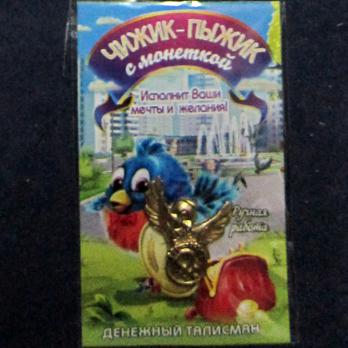 ЧИЖИК-ПЫЖИК
с монеткой
Исполнит Ваши
мечты и желания!
Ручная
работа
ДЕНЕЖНЫЙ ТАЛИСМАН